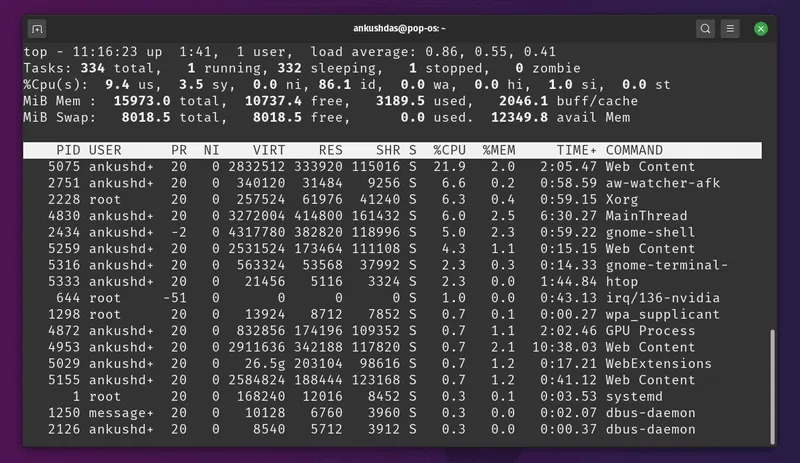 ankushdas@pop-os: ~
top - 11:16:23 up  1:41,  1 user,  load average: 0.86, 0.55, 0.41
Tasks: 334 total,   1 running, 332 sleeping,   1 stopped,   0 zombie
%Cpu(s):  9.4 us,  3.5 sy,  0.0 ni, 86.1 id,  0.0 wa,  0.0 hi,  1.0 si,  0.0 st
MiB Mem :  15973.0 total,  10737.4 free,   3189.5 used,   2046.1 buff/cache
MiB Swap:   8018.5 total,   8018.5 free,      0.0 used.  12349.8 avail Mem
PID USER      PR  NI    VIRT    RES    SHR S  %CPU  %MEM     TIME+ COMMAND
5075 ankushd+  20   0 2832512 333920 115016 S  21.9   2.0   2:05.47 Web Content
2751 ankushd+  20   0  340120  31484   9256 S   6.6   0.2   0:58.59 aw-watcher-afk
2228 root      20   0  257524  61976  41240 S   6.3   0.4   0:59.15 Xorg
4830 ankushd+  20   0 3272004 414800 161432 S   6.0   2.5   6:30.27 MainThread
2434 ankushd+  -2   0 4317780 382820 118996 S   5.0   2.3   0:59.22 gnome-shell
5259 ankushd+  20   0 2531524 173464 111108 S   4.3   1.1   0:15.15 Web Content
5316 ankushd+  20   0  563324  53568  37992 S   2.3   0.3   0:14.33 gnome-terminal-
5333 ankushd+  20   0   21456   5116   3324 S   2.3   0.0   1:44.84 htop
644 root     -51   0       0      0      0 S   1.0   0.0   0:43.13 irq/136-nvidia
1298 root      20   0   13924   8712   7852 S   0.7   0.1   0:00.27 wpa_supplicant
4872 ankushd+  20   0  832856 174196 109352 S   0.7   1.1   2:02.46 GPU Process
4953 ankushd+  20   0 2911636 342188 117820 S   0.7   2.1  10:38.03 Web Content
5029 ankushd+  20   0   26.5g 203104  98616 S   0.7   1.2   0:17.21 WebExtensions
5155 ankushd+  20   0 2584824 188444 123168 S   0.7   1.2   0:41.12 Web Content
1 root      20   0  168240  12016   8452 S   0.3   0.1   0:03.53 systemd
1250 message+  20   0   10128   6760   3960 S   0.3   0.0   0:02.07 dbus-daemon
2126 ankushd+  20   0    8540   5712   3912 S   0.3   0.0   0:00.37 dbus-daemon